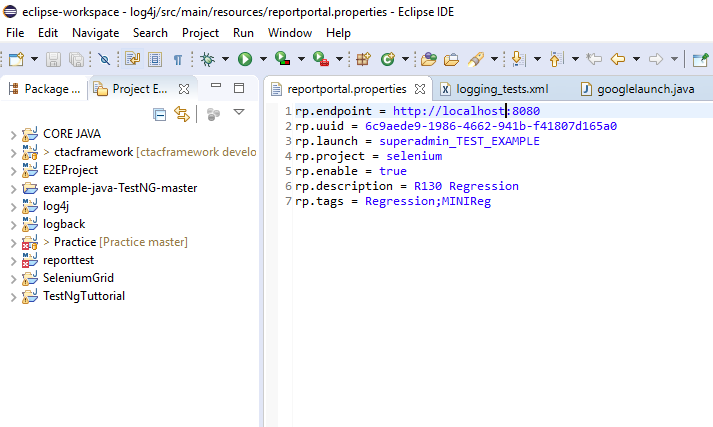 eclipse-workspace - log4j/src/main/resources/reportportal.properties - Eclipse IDE
File Edit Navigate Search Project Run Window Help
Package ... Project E...
reportportal.properties logging_tests.xml googlelaunch.java
CORE JAVA
> ctacframework [ctacframework develo
E2EProject
example-java-TestNG-master
log4j
logback
> Practice [Practice master]
reporttest
SeleniumGrid
TestNgTuttorial
1 rp.endpoint = http://localhost:8080
2 rp.uuid = 6c9aede9-1986-4662-941b-f41807d165a0
3 rp.launch = superadmin_TEST_EXAMPLE
4 rp.project = selenium
5 rp.enable = true
6 rp.description = R130 Regression
7 rp.tags = Regression;MINIReg